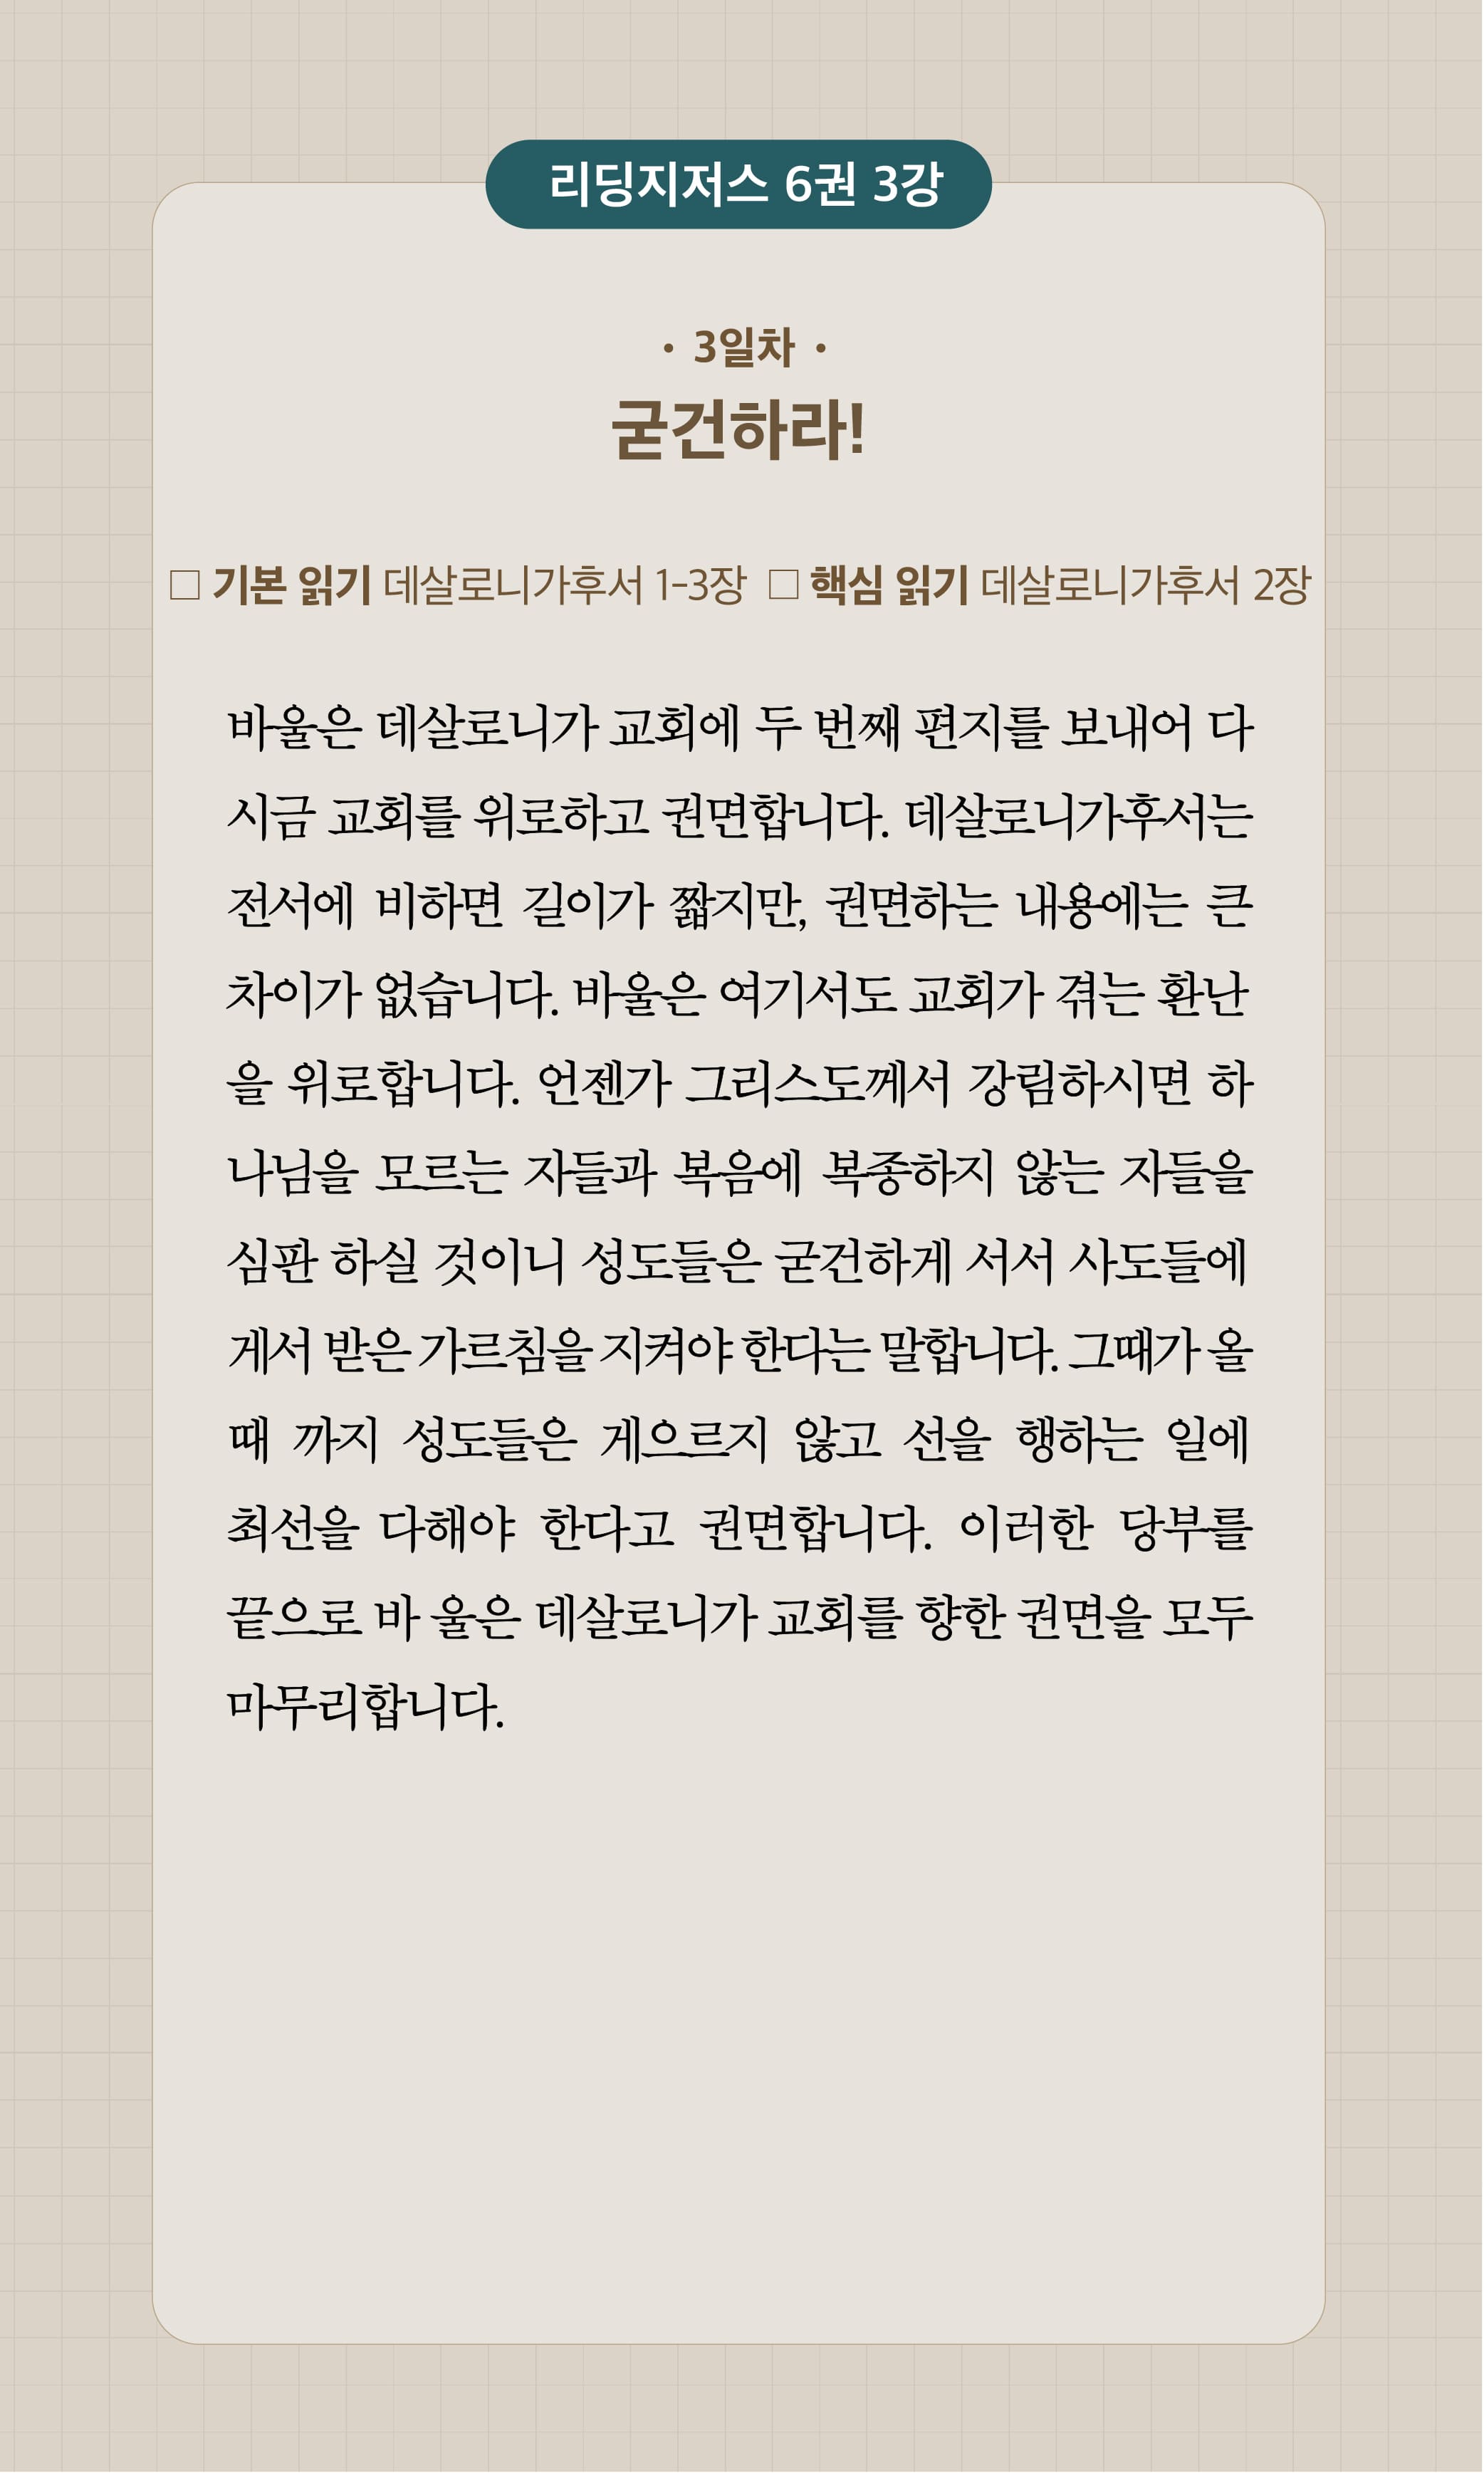 리딩지저스 6권 3강
· 3일차 ·
굳건하라!
□ 기본 읽기 데살로니가후서 1-3장 □ 핵심 읽기 데살로니가후서 2장
바울은 데살로니가 교회에 두 번째 편지를 보내어 다
시금 교회를 위로하고 권면합니다. 데살로니가후서는
전서에 비하면 길이가 짧지만, 권면하는 내용에는 큰
차이가 없습니다. 바울은 여기서도 교회가 겪는 환난
을 위로합니다. 언젠가 그리스도께서 강림하시면 하
나님을 모르는 자들과 복음에 복종하지 않는 자들을
심판 하실 것이니 성도들은 굳건하게 서서 사도들에
게서 받은 가르침을 지켜야 한다는 말합니다. 그때가 올
때 까지 성도들은 게으르지 않고 선을 행하는 일에
최선을 다해야 한다고 권면합니다. 이러한 당부를
끝으로 바 울은 데살로니가 교회를 향한 권면을 모두
마무리합니다.